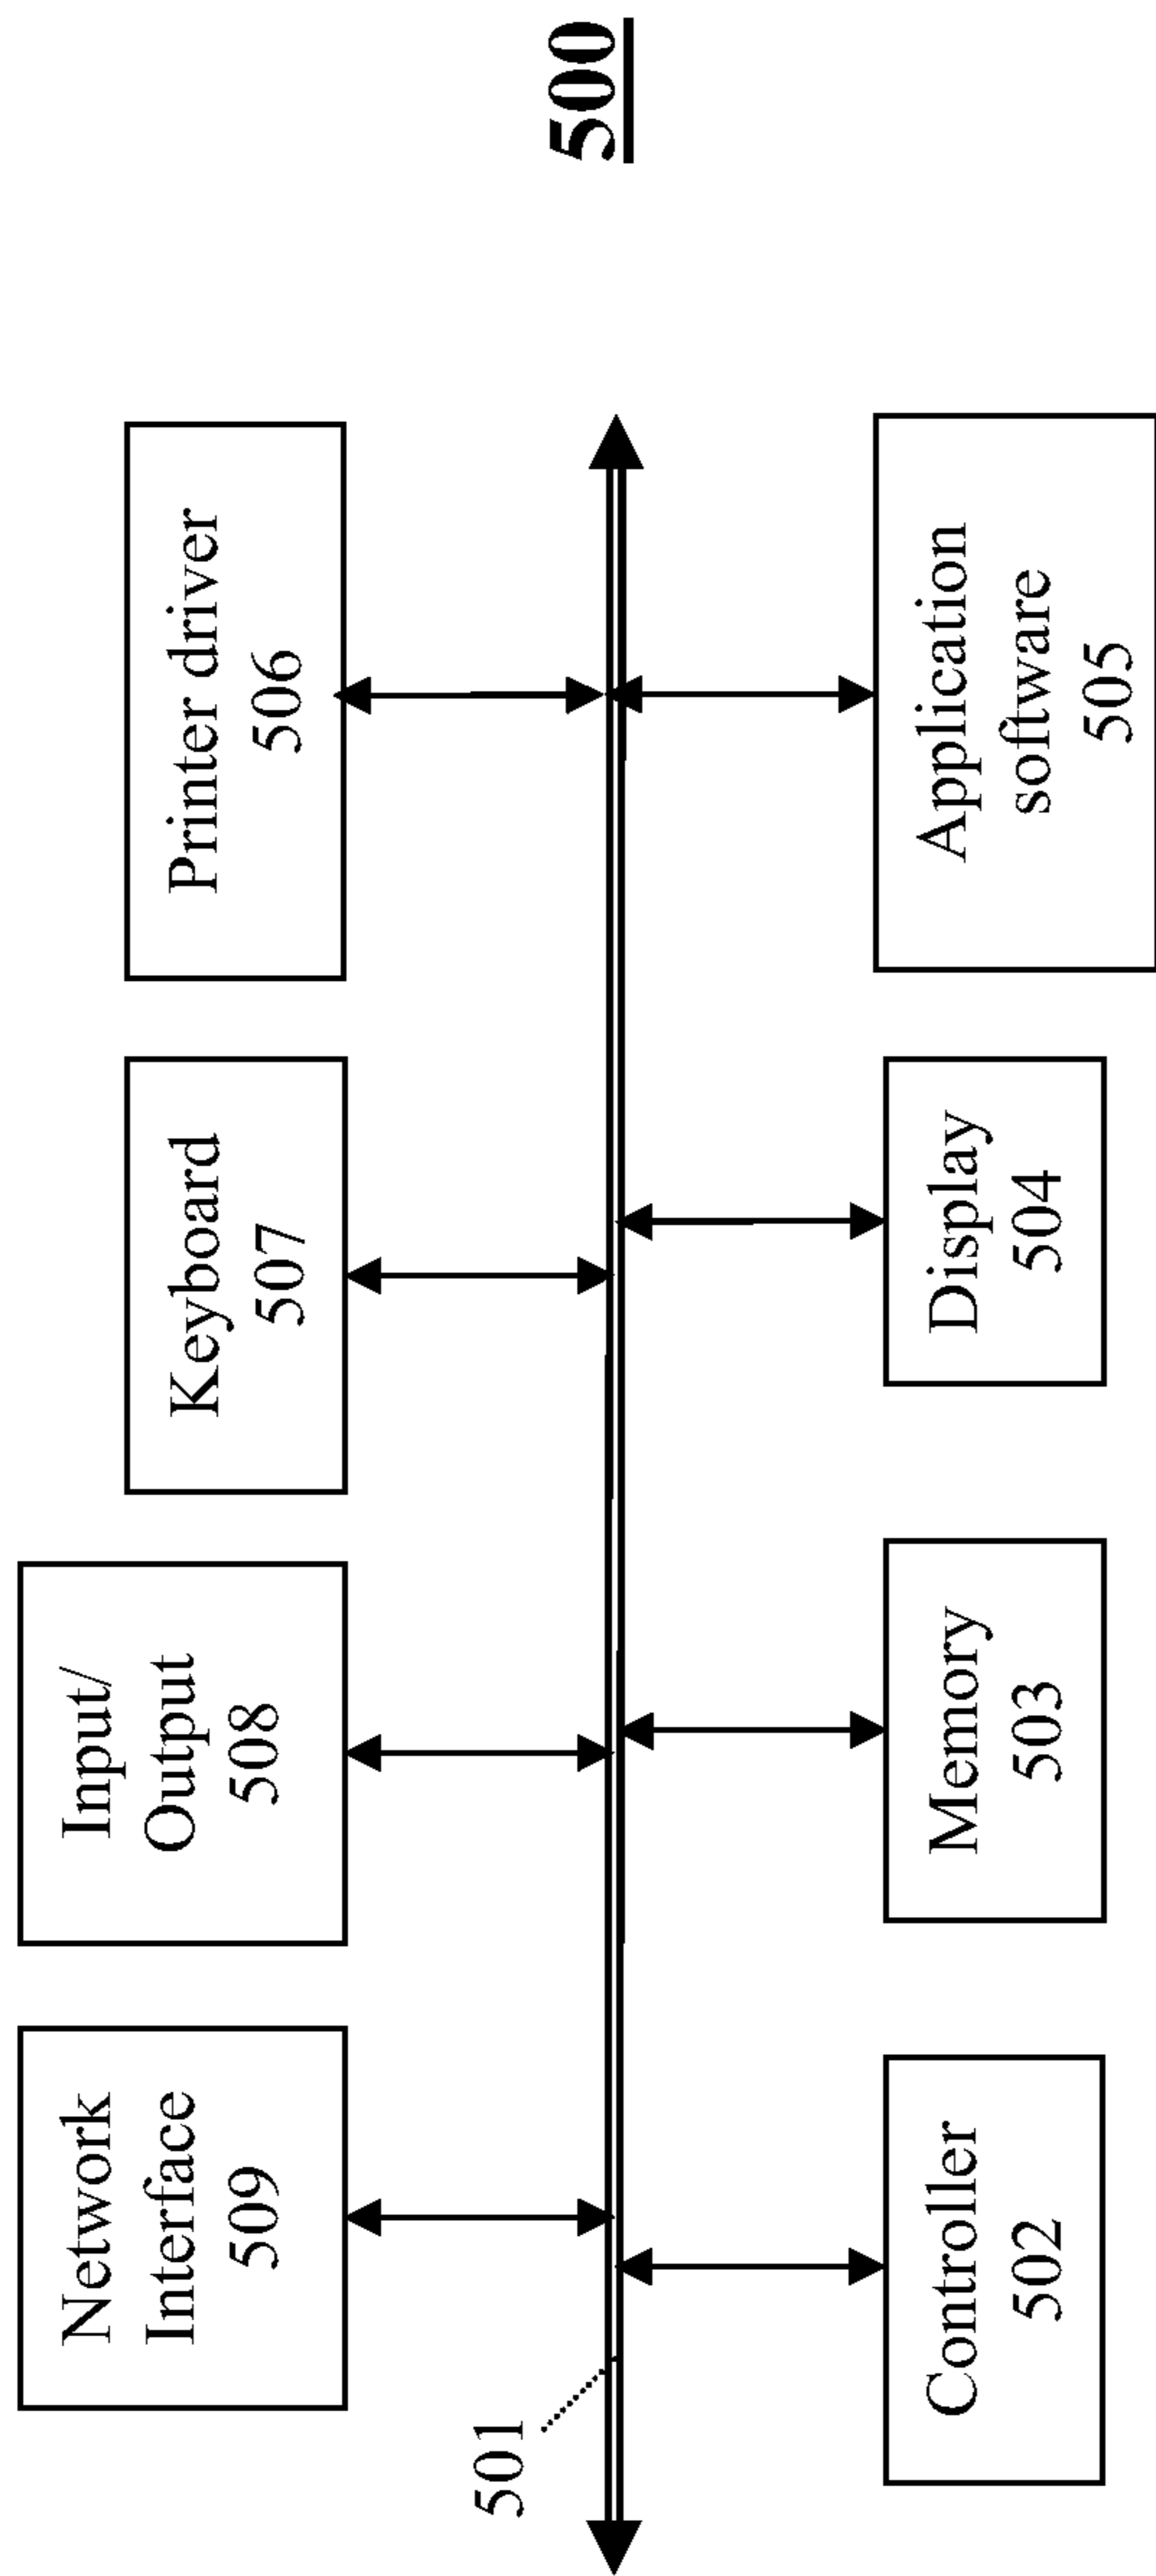 Network
Interface
509
Input/
Output
508
Keyboard
507
Printer driver
506
501
Controller
502
Memory
503
Display
504
Application
software
505
500